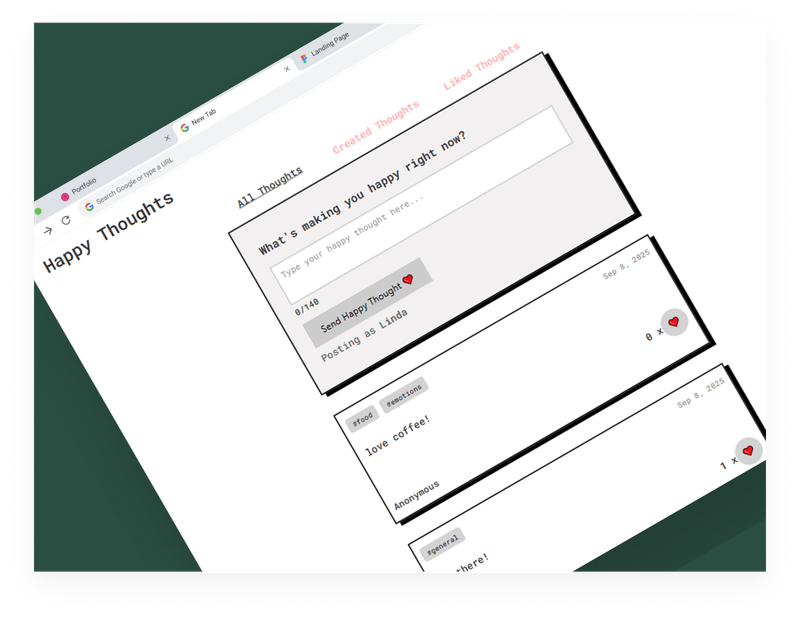 Landing Page
New Tab
Portfolio
Search Google or type a URL
Happy Thoughts
All Thoughts
Created Thoughts
Liked Thoughts
What's making you happy right now?
Type your happy thought here...
0/140
Send Happy Thought
Posting as Linda
Sep 8, 2025
0 x
#food
#emotions
love coffee!
Anonymous
Sep 8, 2025
1 x
#general
there!